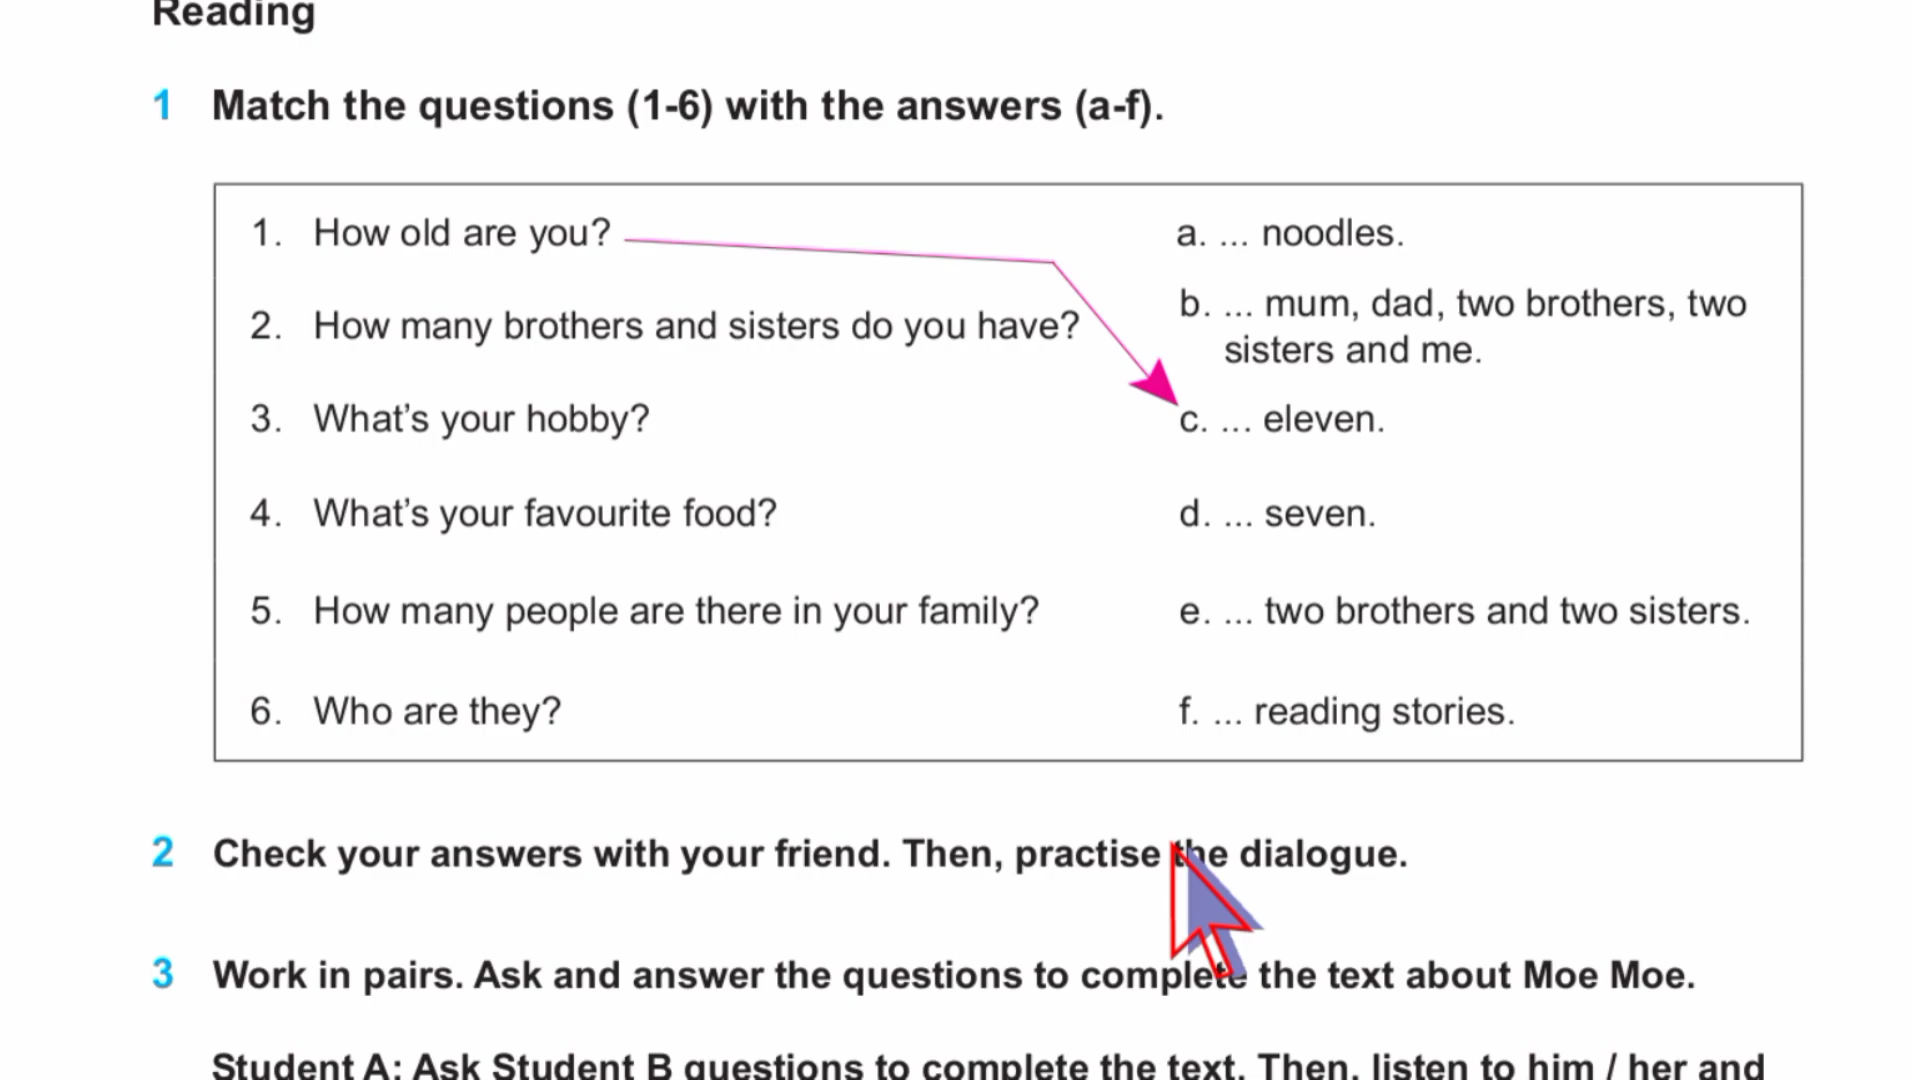 Reading
1 Match the questions (1-6) with the answers (a-f).
1. How old are you?
a. ... noodles.
2. How many brothers and sisters do you have?
b. ... mum, dad, two brothers, two
sisters and me.
3. What's your hobby?
c. ... eleven.
4. What's your favourite food?
d. ... seven.
5. How many people are there in your family?
e. ... two brothers and two sisters.
6. Who are they?
f. ... reading stories.
2 Check your answers with your friend. Then, practise the dialogue.
3 Work in pairs. Ask and answer the questions to complete the text about Moe Moe.
Student A: Ask Student B questions to complete the text. Then, listen to him / her and